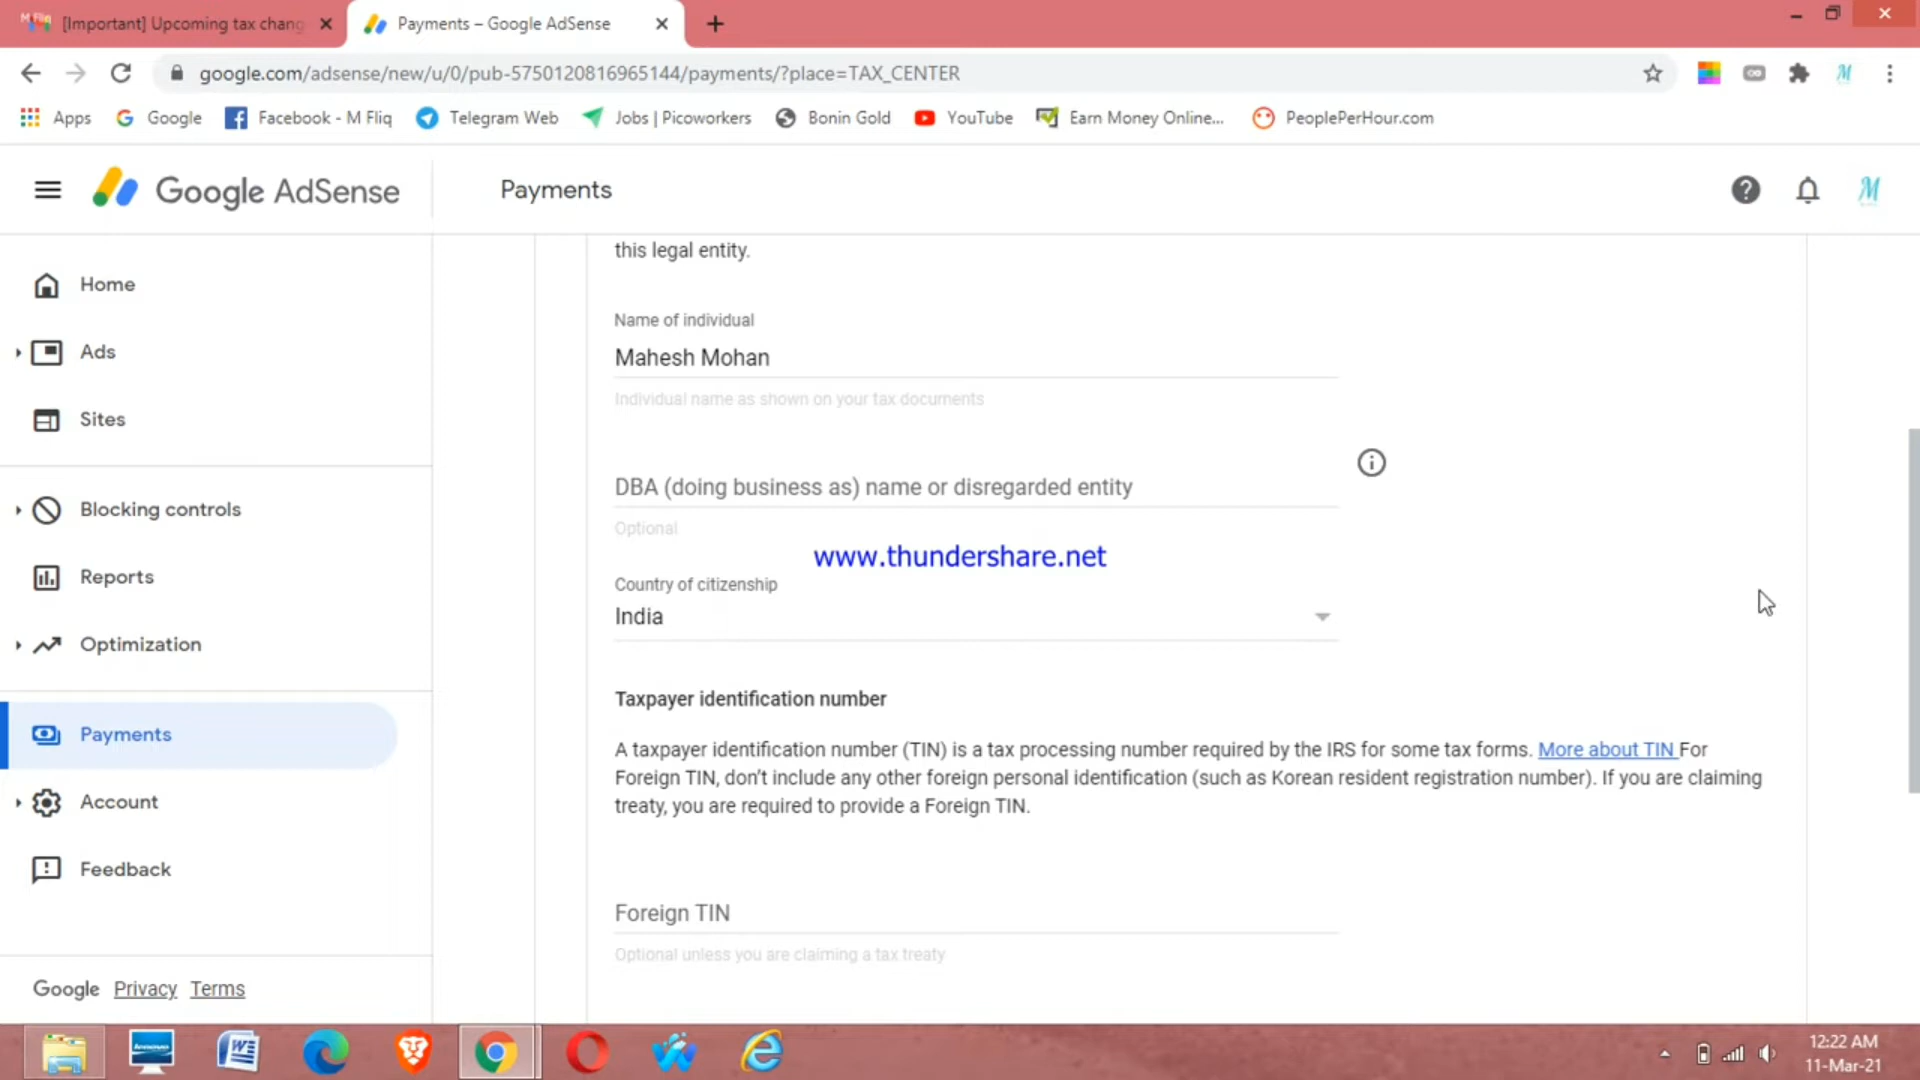 [Important] Upcoming tax chang
Payments – Google AdSense
google.com/adsense/new/u/0/pub-5750120816965144/payments/?place=TAX_CENTER
Apps Google Facebook - M Fliq Telegram Web Jobs | Picoworkers Bonin Gold YouTube Earn Money Online... PeoplePerHour.com
Google AdSense
Payments
Home
Ads
Sites
Blocking controls
Reports
Optimization
Payments
Account
Feedback
Google Privacy Terms
this legal entity.
Name of individual
Mahesh Mohan
Individual name as shown on your tax documents
DBA (doing business as) name or disregarded entity
Optional
www.thundershare.net
Country of citizenship
India
Taxpayer identification number
A taxpayer identification number (TIN) is a tax processing number required by the IRS for some tax forms. More about TIN For
Foreign TIN, don't include any other foreign personal identification (such as Korean resident registration number). If you are claiming
treaty, you are required to provide a Foreign TIN.
Foreign TIN
Optional unless you are claiming a tax treaty
lenovo
12:22 AM
11-Mar-21